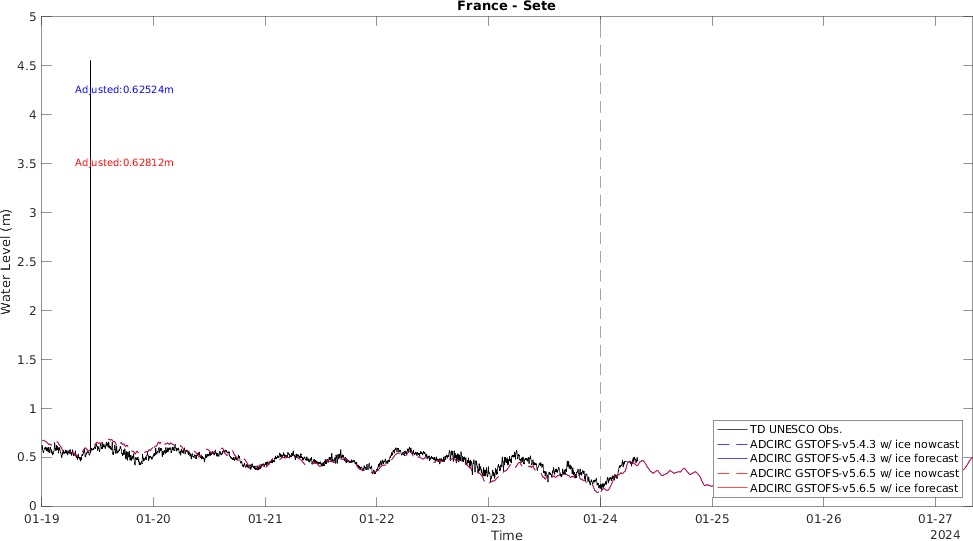 France - Sete
5
4.5
4
3.5
3
2.5
2
1.5
1
0.5
0
Water Level (m)
Adjusted:0.62524m
Adjusted:0.62812m
TD UNESCO Obs.
ADCIRC GSTOFS-v5.4.3 w/ ice nowcast
ADCIRC GSTOFS-v5.4.3 w/ ice forecast
ADCIRC GSTOFS-v5.6.5 w/ ice nowcast
ADCIRC GSTOFS-v5.6.5 w/ ice forecast
01-19 01-20 01-21 01-22 01-23 01-24 01-25 01-26 01-27
Time
2024